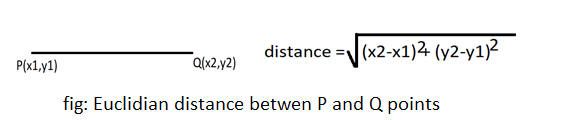 P(x1,y1)
Q(x2,y2)
distance =√(x2-x1)2+ (y2-y1)2
fig: Euclidian distance betwen P and Q points